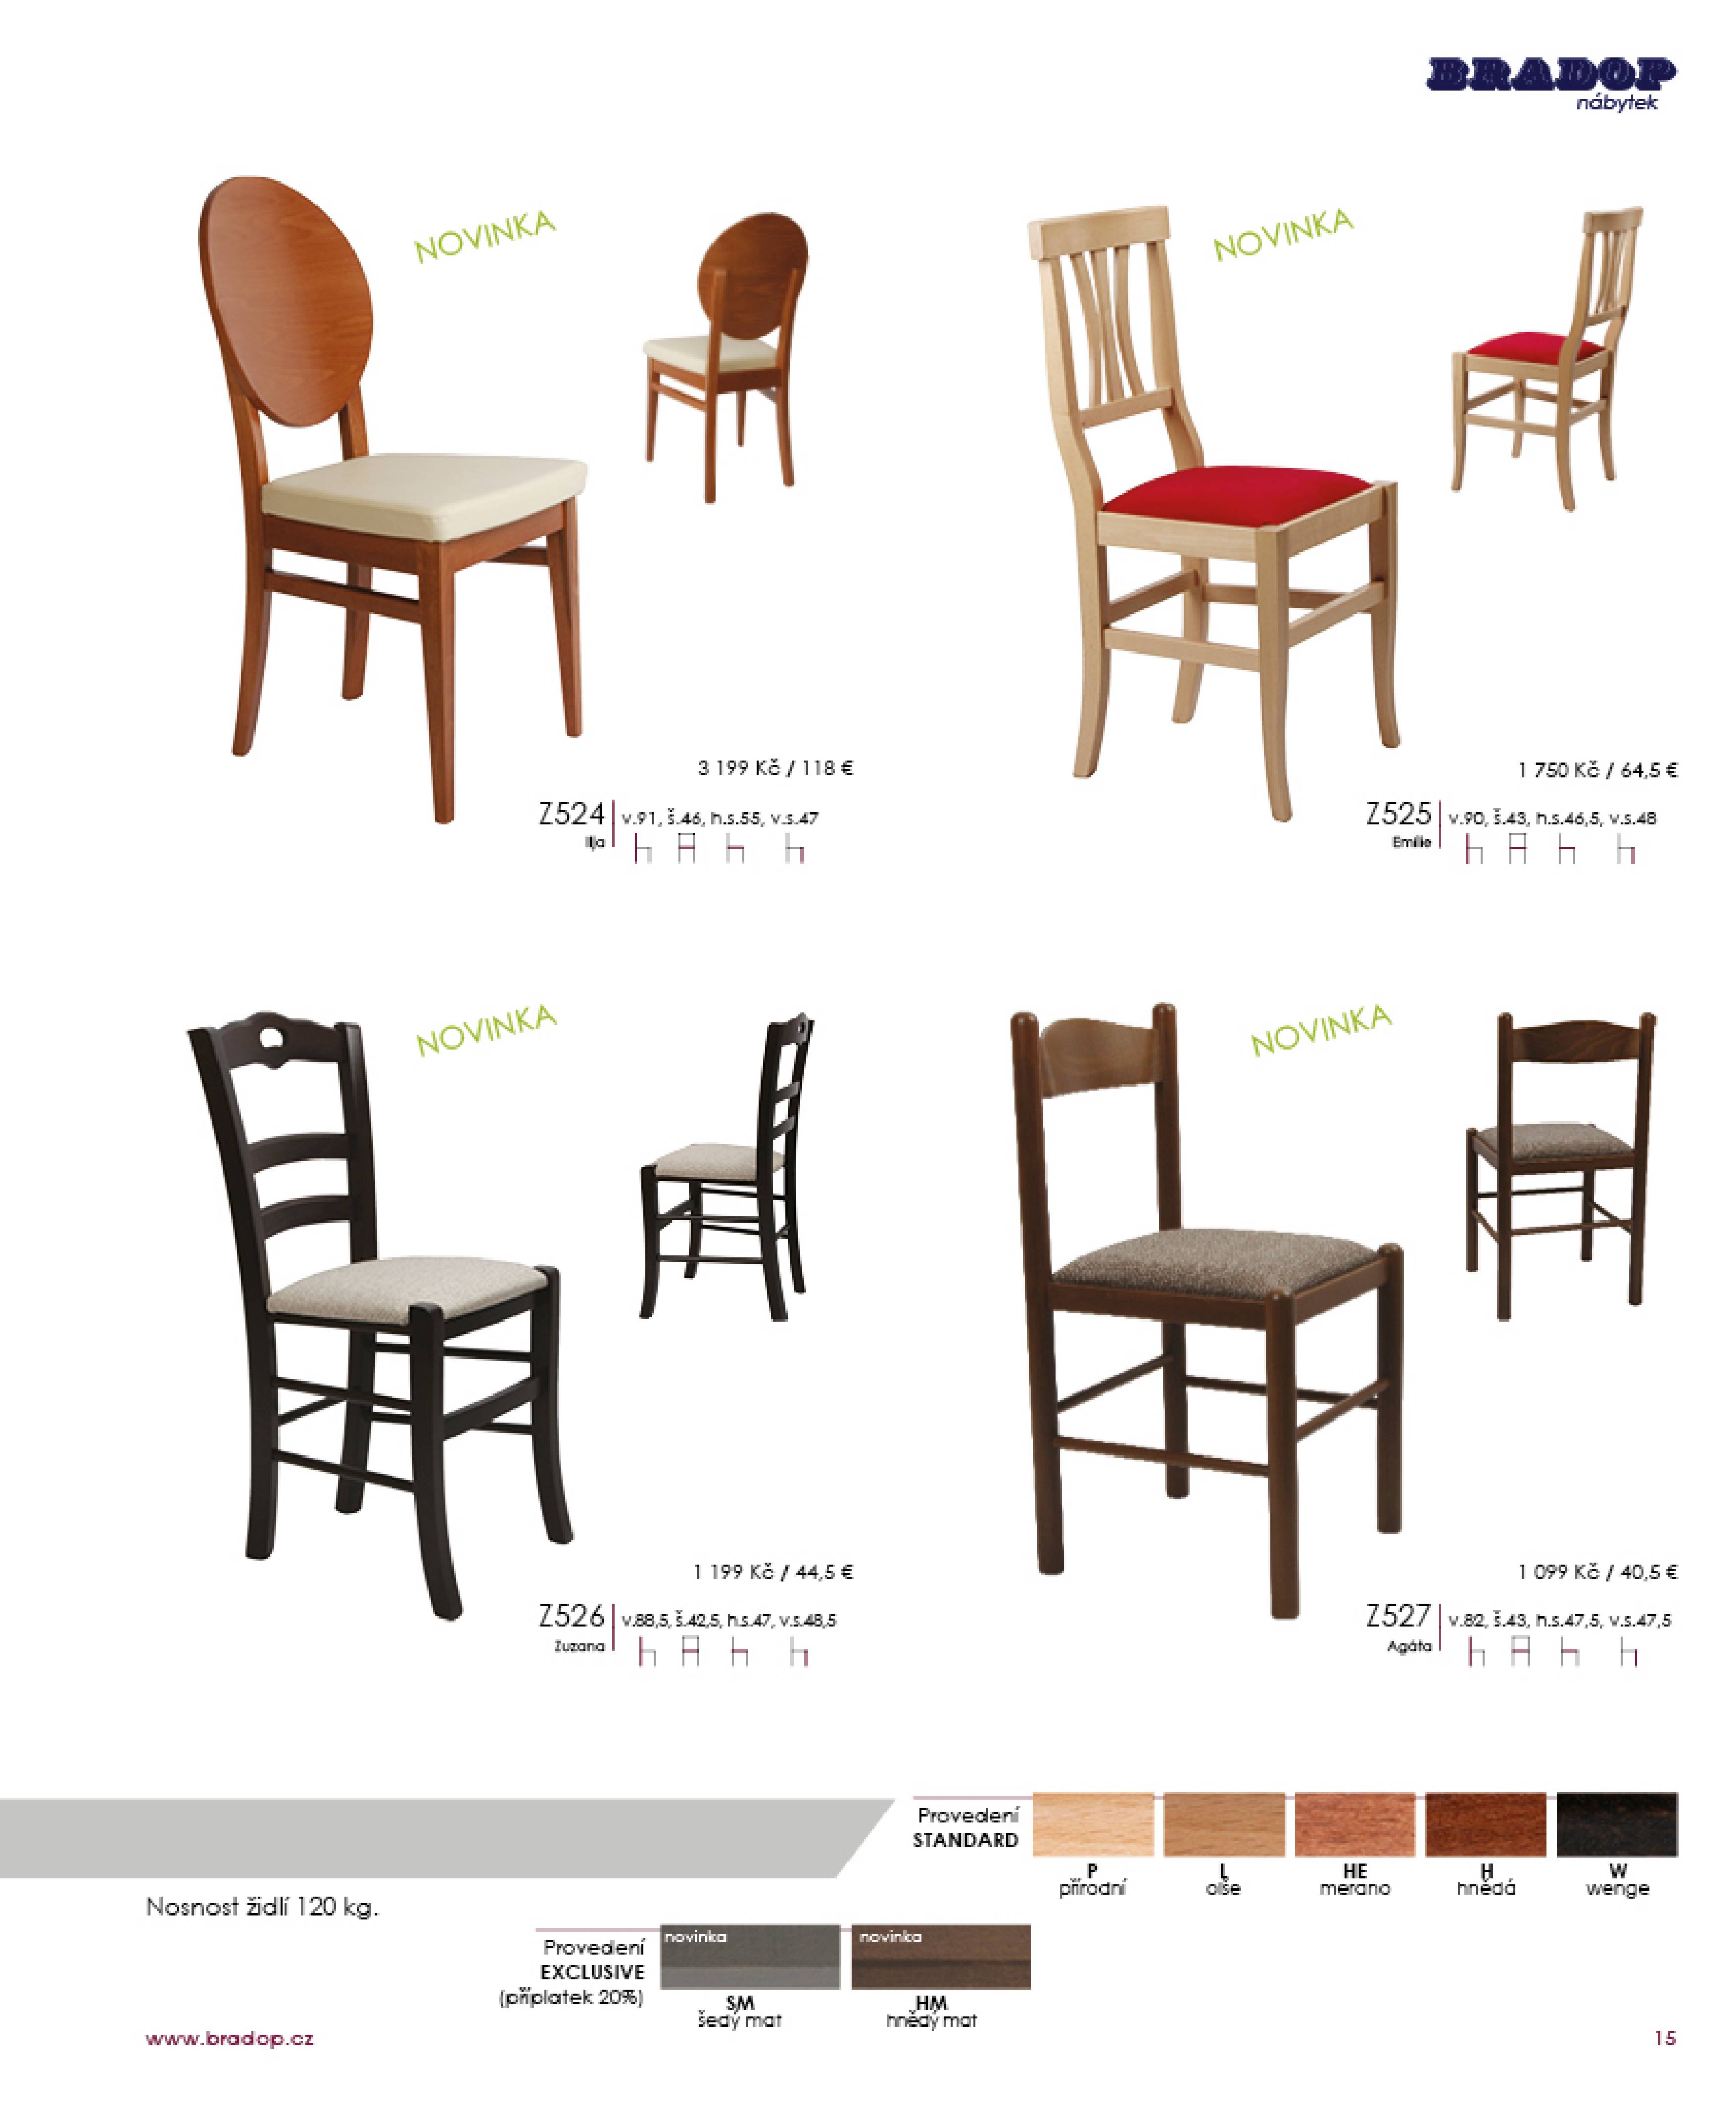 BRADOP
nábytek
NOVINKA
NOVINKA
3 199 Kč / 118 €
Z524
Ilja
v.91, š.46, h.s.55, v.s.47
1 750 Kč / 64,5 €
Z525
Emílie
v.90, š.43, h.s.46,5, v.s.48
NOVINKA
NOVINKA
1 199 Kč / 44,5 €
Z526
Zuzana
v.88,5, š.42,5, h.s.47, v.s.48,5
1 099 Kč / 40,5 €
Z527
Agáta
v.82, š.43, h.s.47,5, v.s.47,5
Provedení
STANDARD
P
přírodní
L
olše
HE
merano
H
hnědá
W
wenge
Nosnost židlí 120 kg.
Provedení
EXCLUSIVE
(příplatek 20%)
novinka
SM
šedý mat
novinka
HM
hnědý mat
www.bradop.cz
15